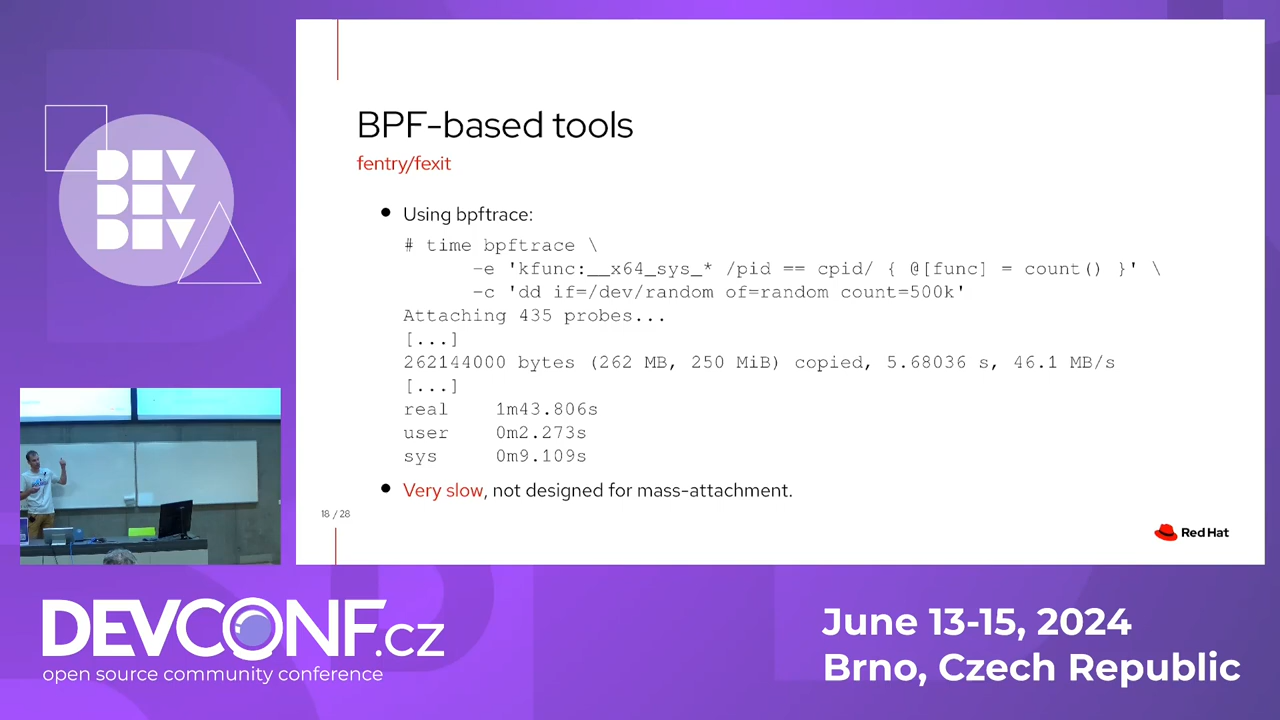 DEV
DEV
DEV
BPF-based tools
fentry/fexit
• Using bpftrace:
# time bpftrace \
-e 'kfunc:__x64_sys_* /pid == cpid/ { @[func] = count() }' \
-c 'dd if=/dev/random of=random count=500k'
Attaching 435 probes...
[...]
262144000 bytes (262 MB, 250 MiB) copied, 5.68036 s, 46.1 MB/s
[...]
real 1m43.806s
user 0m2.273s
sys 0m9.109s
• Very slow, not designed for mass-attachment.
18 / 28
Red Hat
DEVCONF.cz
open source community conference
June 13-15, 2024
Brno, Czech Republic